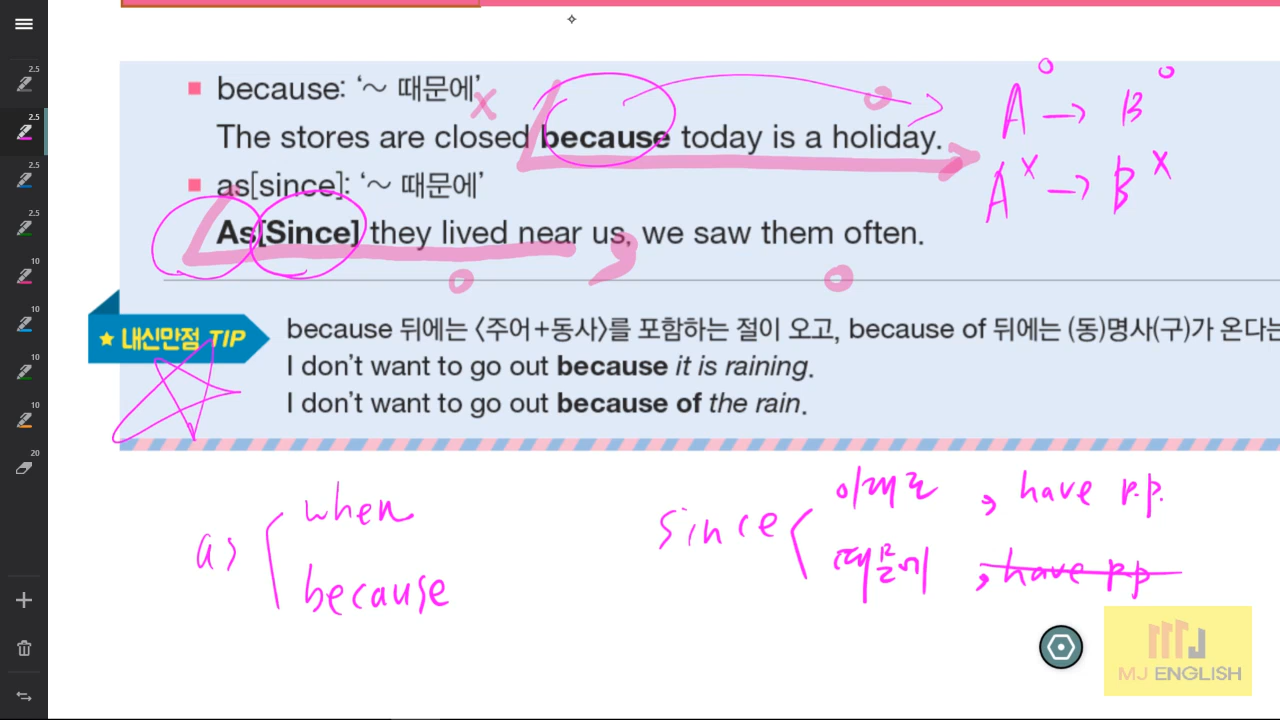 because: ‘～ 때문에’
The stores are closed because today is a holiday.
as[since]: ‘～ 때문에’
As[Since] they lived near us, we saw them often.
A → B
A → B
내신만점 TIP
because 뒤에는 〈주어+동사〉를 포함하는 절이 오고, because of 뒤에는 (동)명사(구)가 온다는
I don’t want to go out because it is raining.
I don’t want to go out because of the rain.
as
when
because
since
이래로 , have p.p.
때문에 , have p.p
MJ ENGLISH
2.5
2.5
2.5
2.5
10
10
10
10
20